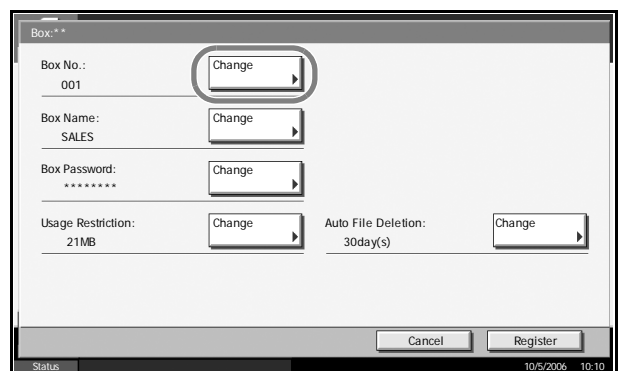 Box:**
Box No.:
Change
001
Box Name:
Change
SALES
Box Password:
Change
********
Usage Restriction:
Change
21MB
Auto File Deletion:
Change
30day(s)
Cancel
Register
Status
10/5/2006 10:10